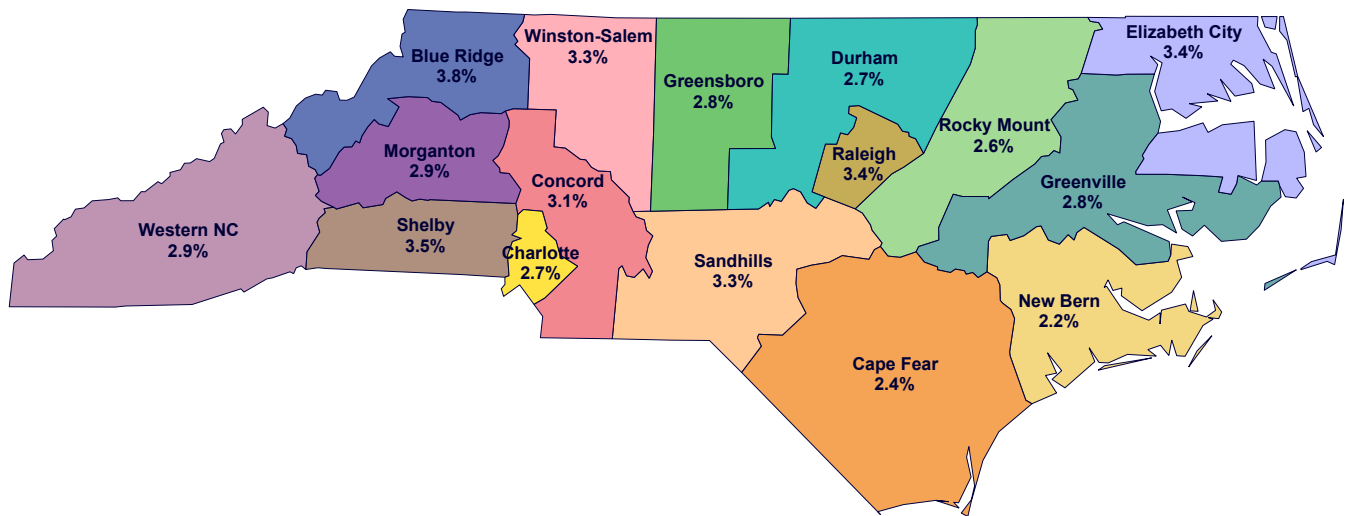 Blue Ridge
3.8%
Winston-Salem
3.3%
Greensboro
2.8%
Durham
2.7%
Elizabeth City
3.4%
Rocky Mount
2.6%
Raleigh
3.4%
Morganton
2.9%
Concord
3.1%
Greenville
2.8%
Western NC
2.9%
Shelby
3.5%
Charlotte
2.7%
Sandhills
3.3%
New Bern
2.2%
Cape Fear
2.4%